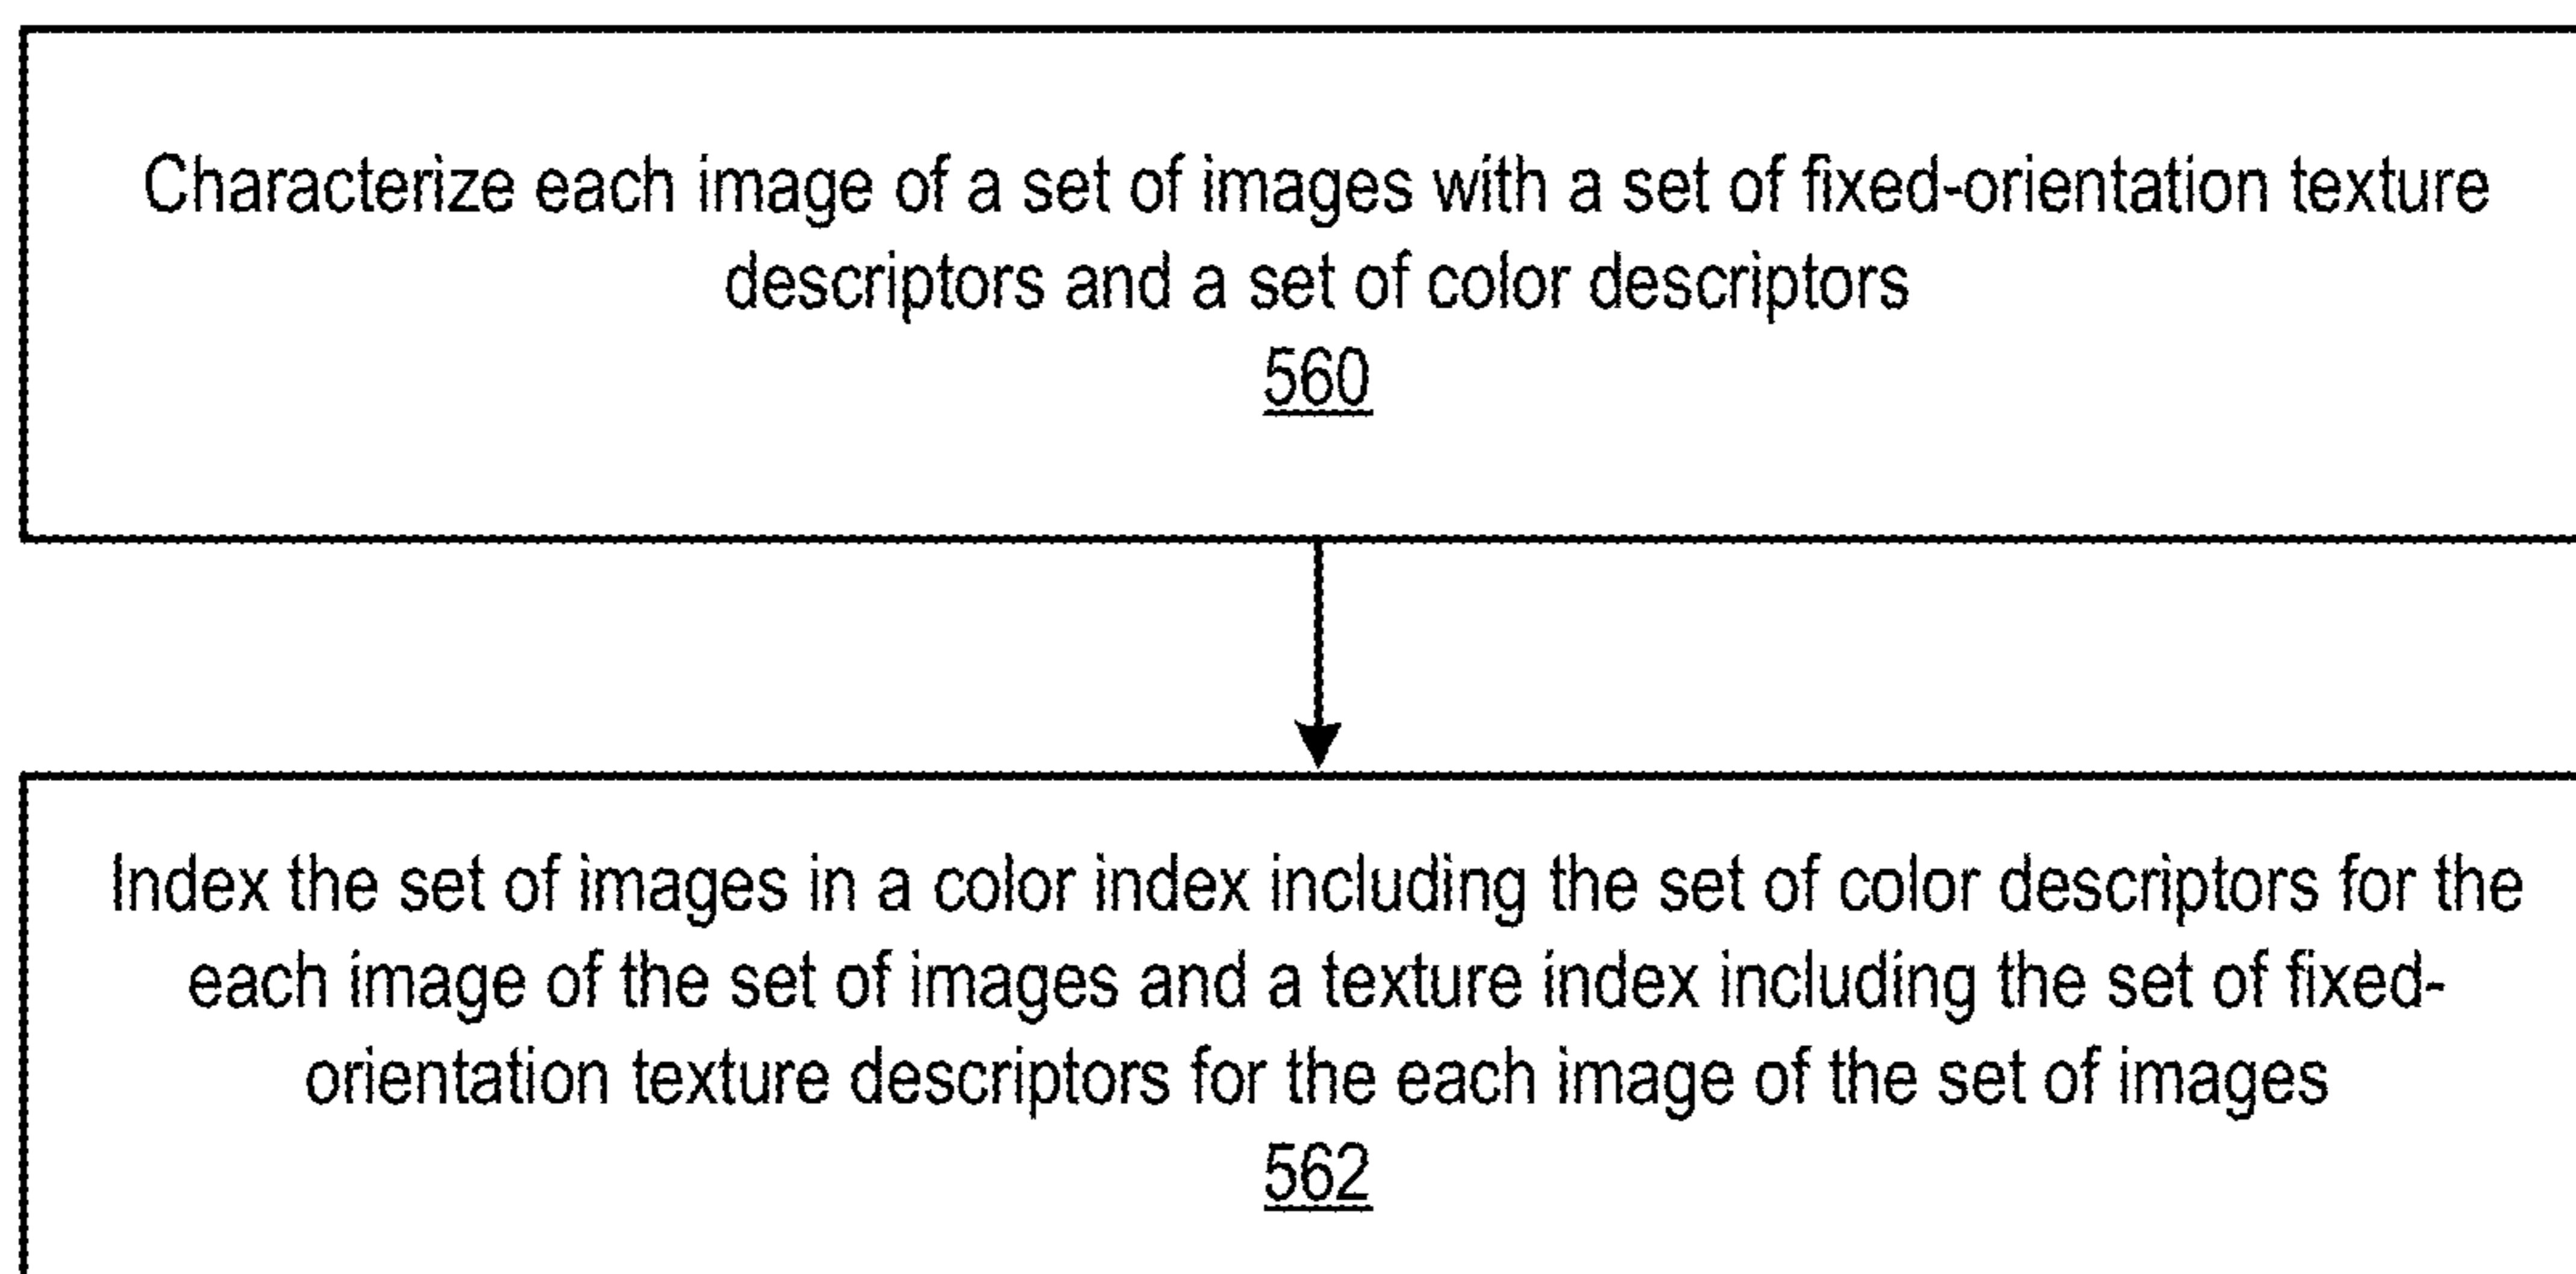 Characterize each image of a set of images with a set of fixed-orientation texture
descriptors and a set of color descriptors
560
Index the set of images in a color index including the set of color descriptors for the
each image of the set of images and a texture index including the set of fixed-
orientation texture descriptors for the each image of the set of images
562